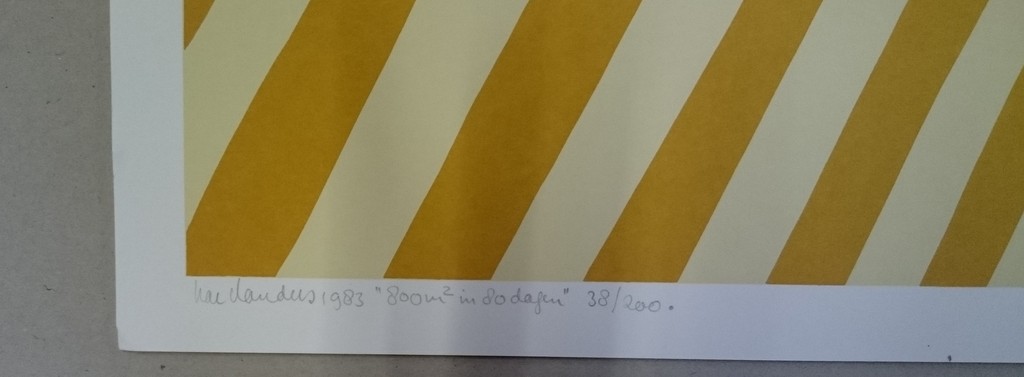 1983 "800m² in 80 dagen" 38/200.